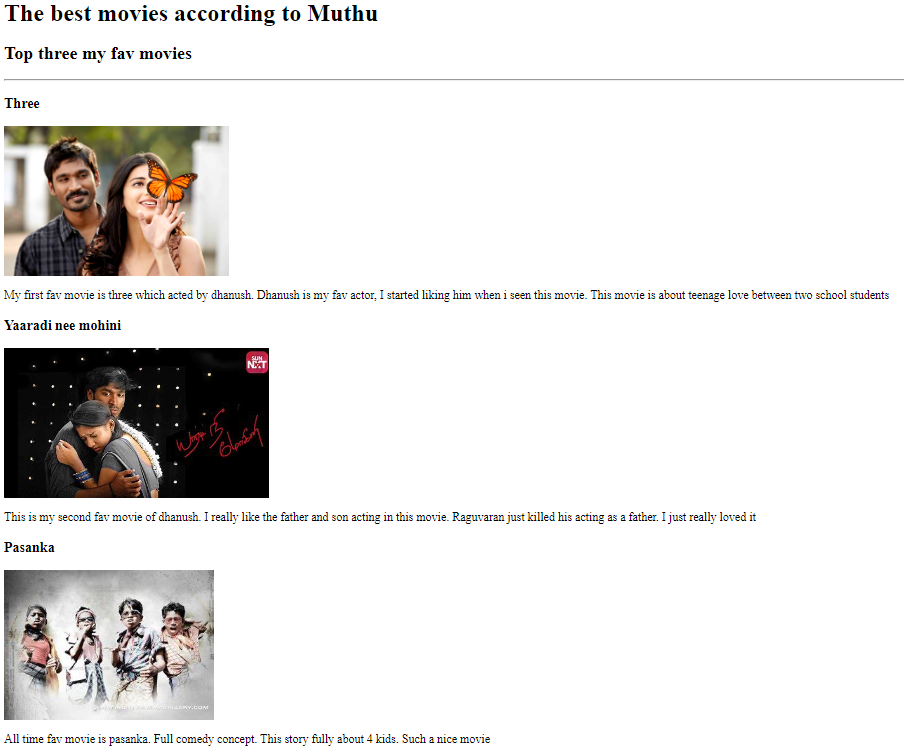 The best movies according to Muthu
Top three my fav movies
Three
My first fav movie is three which acted by dhanush. Dhanush is my fav actor, I started liking him when i seen this movie. This movie is about teenage love between two school students
Yaaradi nee mohini
SUN
NXT
யாரடி நீ
மோகினி
This is my second fav movie of dhanush. I really like the father and son acting in this movie. Raguvaran just killed his acting as a father. I just really loved it
Pasanka
All time fav movie is pasanka. Full comedy concept. This story fully about 4 kids. Such a nice movie